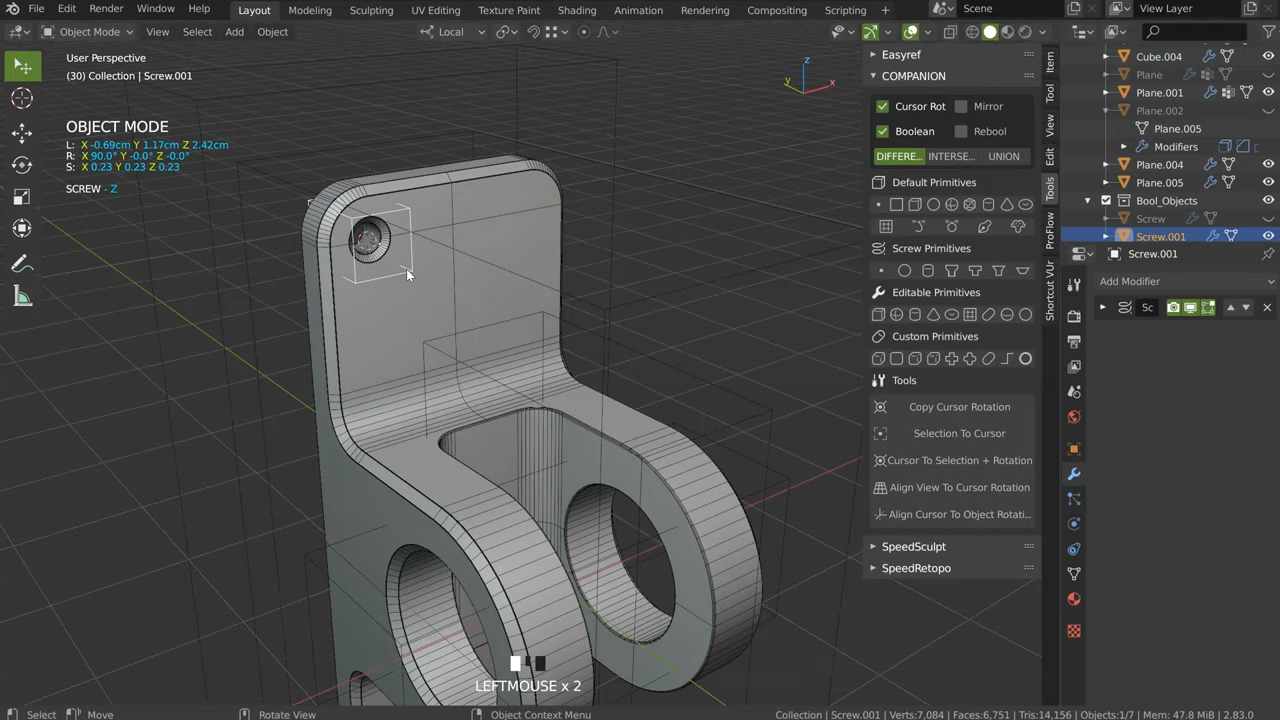 File Edit Render Window Help Layout Modeling Sculpting UV Editing Texture Paint Shading Animation Rendering Compositing Scripting + Scene View Layer
Object Mode View Select Add Object Local
User Perspective
(30) Collection | Screw.001
OBJECT MODE
L: X -0.69cm Y 1.17cm Z 2.42cm
R: X 90.0° Y -0.0° Z -0.0°
S: X 0.23 Y 0.23 Z 0.23
SCREW - Z
z
y
x
LEFTMOUSE x 2
Easyref
COMPANION
Cursor Rot Mirror
Boolean Rebool
DIFFERE... INTERSE... UNION
Default Primitives
Screw Primitives
Editable Primitives
Custom Primitives
Tools
Copy Cursor Rotation
Selection To Cursor
Cursor To Selection + Rotation
Align View To Cursor Rotation
Align Cursor To Object Rotati...
SpeedSculpt
SpeedRetopo
Item
Tool
View
Edit
Tools
ProFlow
Shortcut VUr
Cube.004
Plane
Plane.001
Plane.002
Plane.005
Modifiers
Plane.004
Plane.005
Bool_Objects
Screw
Screw.001
Screw.001
Add Modifier
Sc
Select Move Rotate View Object Context Menu Collection | Screw.001 | Verts:7,084 | Faces:6,751 | Tris:14,156 | Objects:1/7 | Mem: 47.8 MiB | 2.83.0